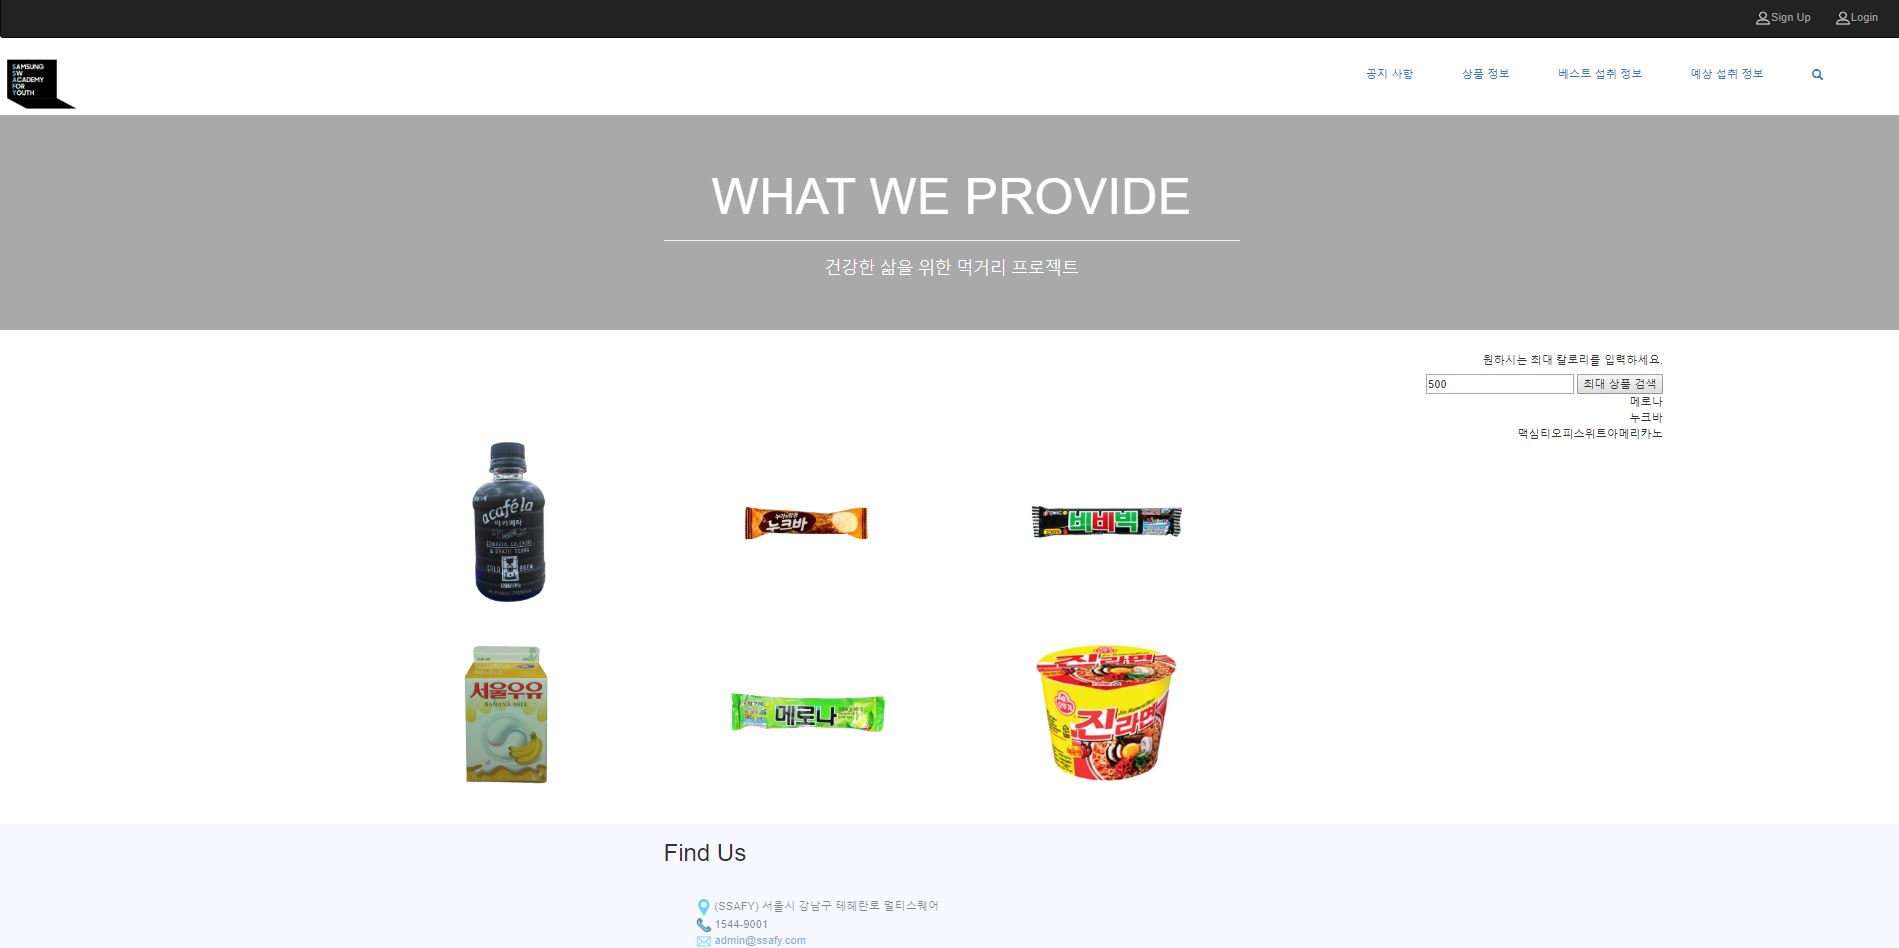 Sign Up
Login
SAMSUNG
SW
ACADEMY
FOR
YOUTH
공지 사항
상품 정보
베스트 섭취 정보
예상 섭취 정보
WHAT WE PROVIDE
건강한 삶을 위한 먹거리 프로젝트
원하시는 최대 칼로리를 입력하세요.
500
최대 상품 검색
메로나
누크바
맥심티오피스위트아메리카노
acaféla
아카페라
COLD BREW
누크바
비비빅
서울우유
BANANA MILK
메로나
진라면
Find Us
(SSAFY) 서울시 강남구 테헤란로 멀티스퀘어
1544-9001
admin@ssafy.com